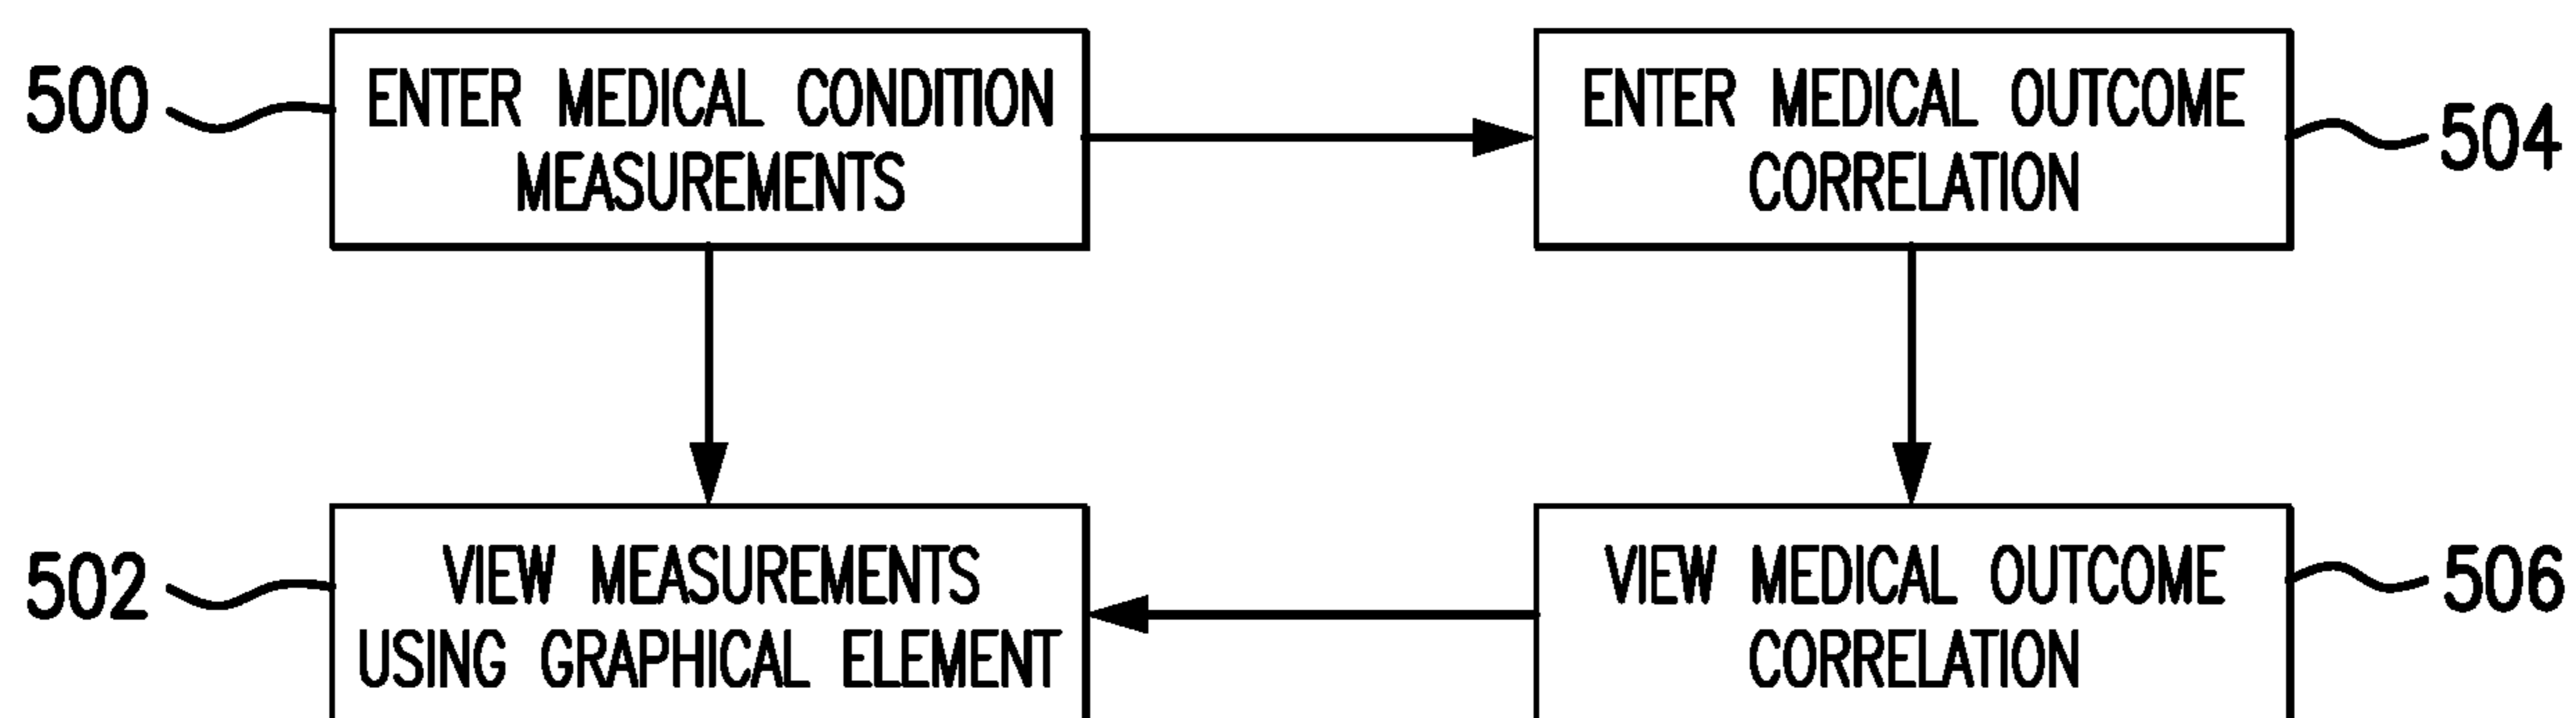 500
ENTER MEDICAL CONDITION
MEASUREMENTS
ENTER MEDICAL OUTCOME
CORRELATION
504
502
VIEW MEASUREMENTS
USING GRAPHICAL ELEMENT
VIEW MEDICAL OUTCOME
CORRELATION
506